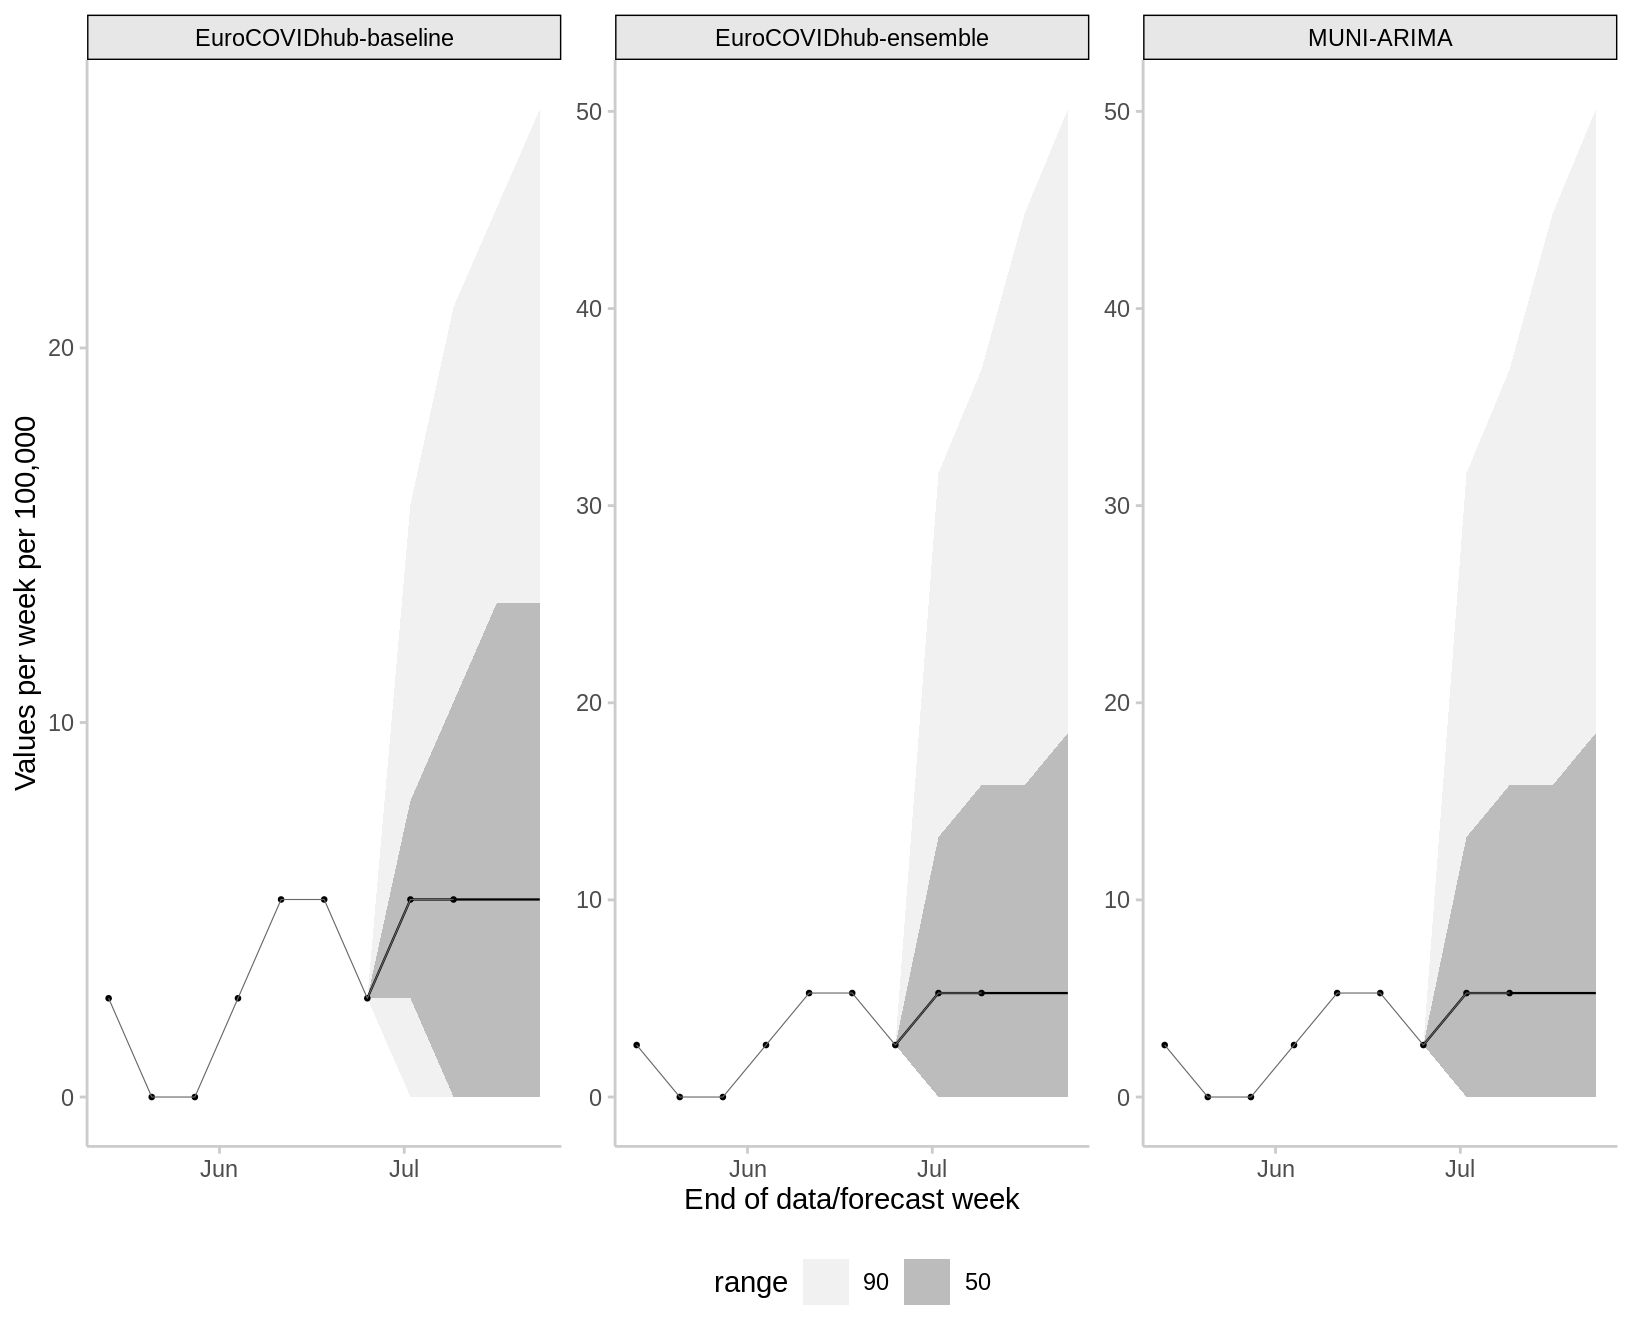 EuroCOVIDhub-baseline
EuroCOVIDhub-ensemble
MUNI-ARIMA
Values per week per 100,000
20
10
0
50
40
30
20
10
0
50
40
30
20
10
0
Jun
Jul
Jun
Jul
Jun
Jul
End of data/forecast week
range
90
50